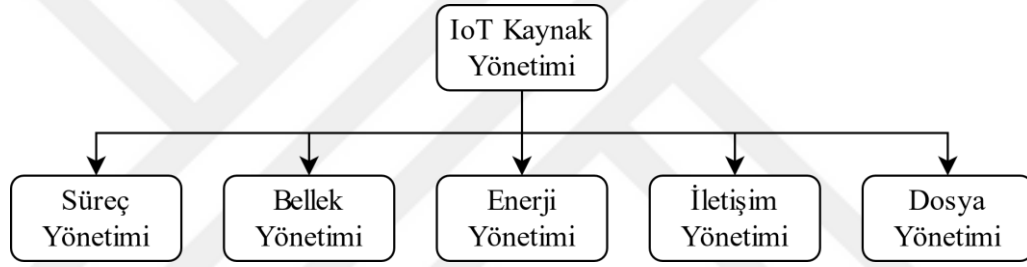 IoT Kaynak
Yönetimi
Süreç
Yönetimi
Bellek
Yönetimi
Enerji
Yönetimi
İletişim
Yönetimi
Dosya
Yönetimi